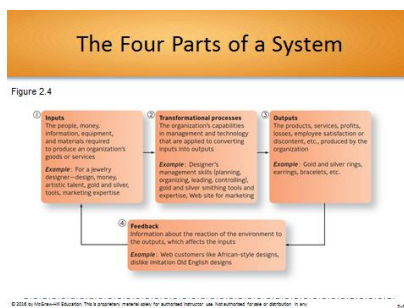 The Four Parts of a System
Figure 2.4
①
Inputs
The people, money,
information, equipment,
and materials required
to produce an organization's
goods or services
Example: For a jewelry
designer—design, money,
artistic talent, gold and silver,
tools, marketing expertise
②
Transformational processes
The organization's capabilities
in management and technology
that are applied to converting
inputs into outputs
Example: Designer's
management skills (planning,
organizing, leading, controlling),
gold and silver smithing tools and
expertise, Web site for marketing
③
Outputs
The products, services, profits,
losses, employee satisfaction or
discontent, etc., produced by the
organization
Example: Gold and silver rings,
earrings, bracelets, etc.
④
Feedback
Information about the reaction of the environment to
the outputs, which affects the inputs
Example: Web customers like African-style designs,
dislike imitation Old English designs
© 2016 by McGraw-Hill Education. This is proprietary material solely for authorized instructor use. Not authorized for sale or distribution in any